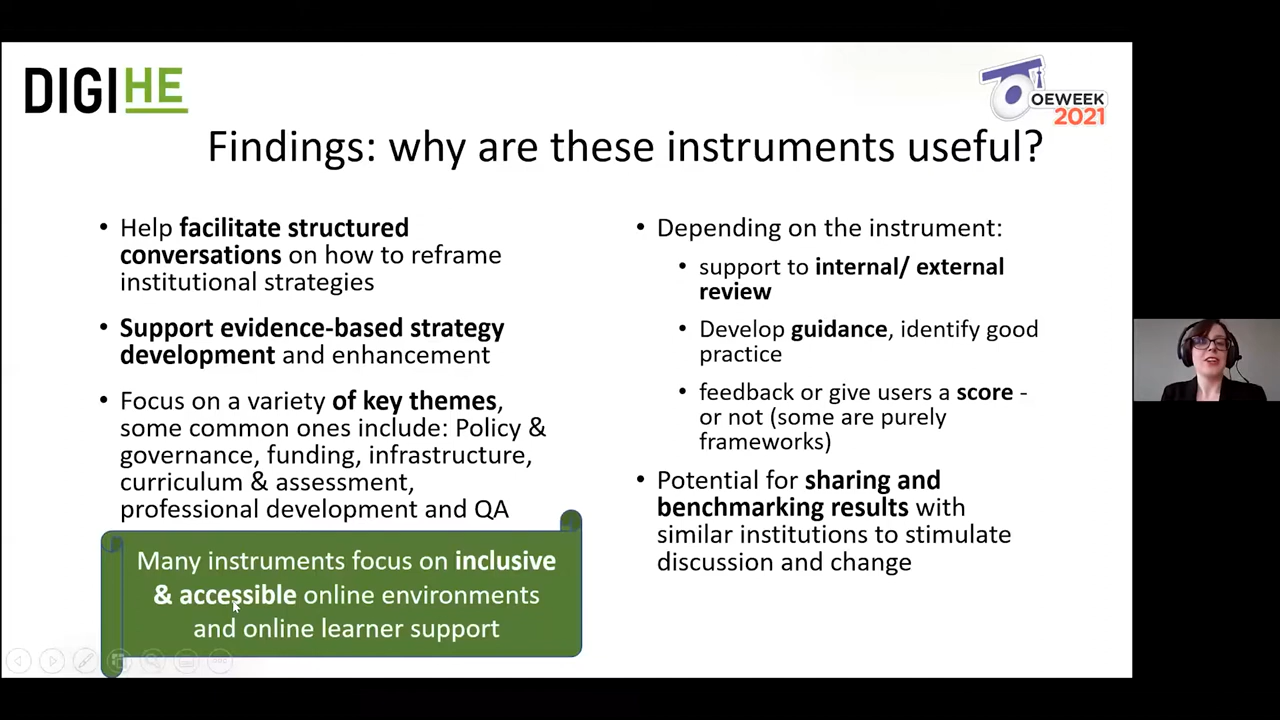 DIGIHE
OEWEEK
2021
Findings: why are these instruments useful?
• Help facilitate structured
conversations on how to reframe
institutional strategies
• Support evidence-based strategy
development and enhancement
• Focus on a variety of key themes,
some common ones include: Policy &
governance, funding, infrastructure,
curriculum & assessment,
professional development and QA
Many instruments focus on inclusive
& accessible online environments
and online learner support
• Depending on the instrument:
• support to internal/ external
review
• Develop guidance, identify good
practice
• feedback or give users a score -
or not (some are purely
frameworks)
• Potential for sharing and
benchmarking results with
similar institutions to stimulate
discussion and change